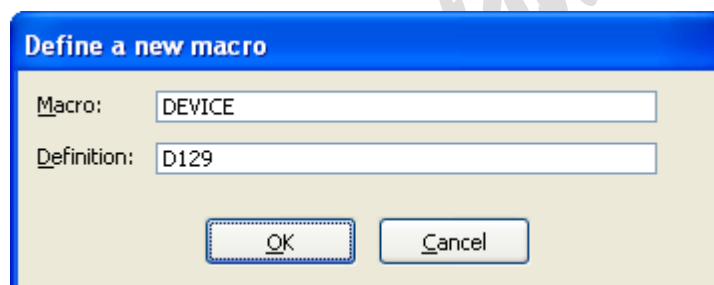 Define a new macro
Macro: DEVICE
Definition: D129
OK Cancel